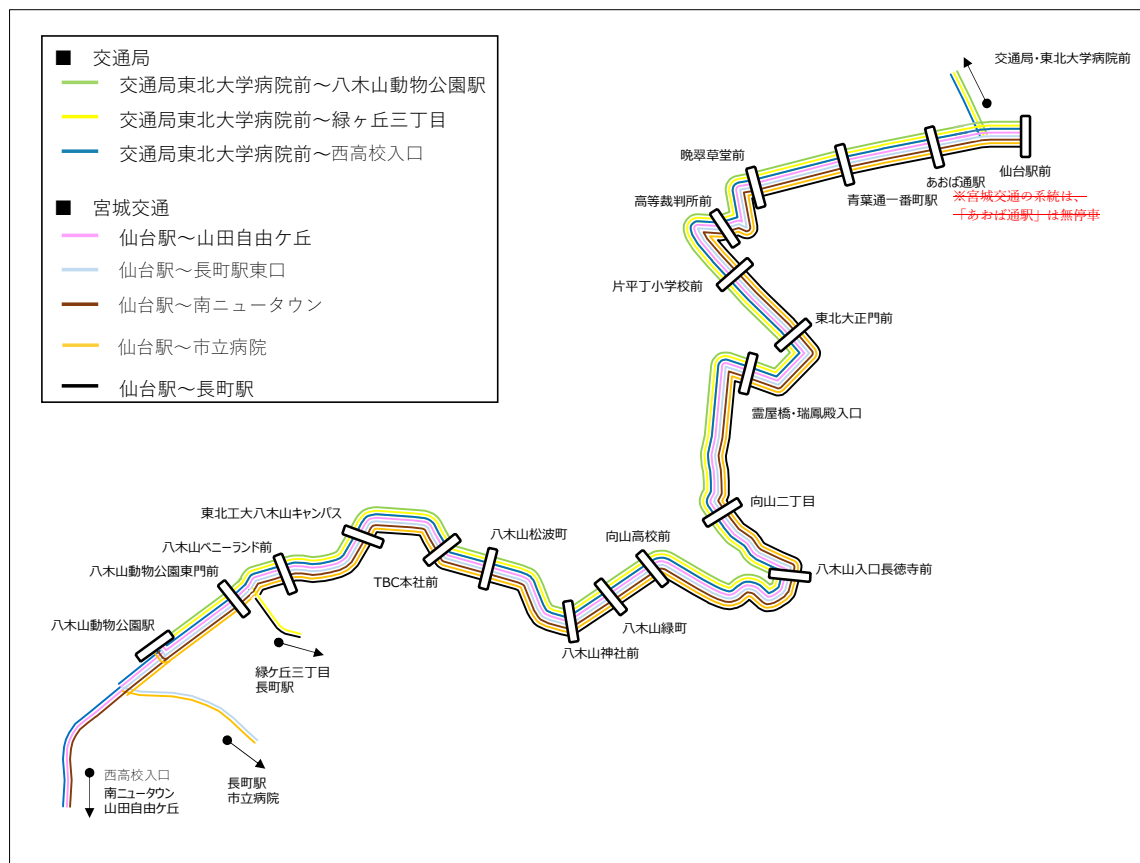 ■ 交通局
交通局東北大学病院前～八木山動物公園駅
交通局東北大学病院前～緑ヶ丘三丁目
交通局東北大学病院前～西高校入口
■ 宮城交通
仙台駅～山田自由ケ丘
仙台駅～長町駅東口
仙台駅～南ニュータウン
仙台駅～市立病院
仙台駅～長町駅
交通局・東北大学病院前
仙台駅前
あおば通駅
※宮城交通の系統は、
「あおば通駅」は無停車
青葉通一番町駅
晩翠草堂前
高等裁判所前
片平丁小学校前
東北大正門前
霊屋橋・瑞鳳殿入口
向山二丁目
八木山入口長徳寺前
向山高校前
八木山緑町
八木山神社前
八木山松波町
TBC本社前
東北工大八木山キャンパス
八木山ベニーランド前
八木山動物公園東門前
八木山動物公園駅
緑ケ丘三丁目
長町駅
長町駅
市立病院
西高校入口
南ニュータウン
山田自由ケ丘